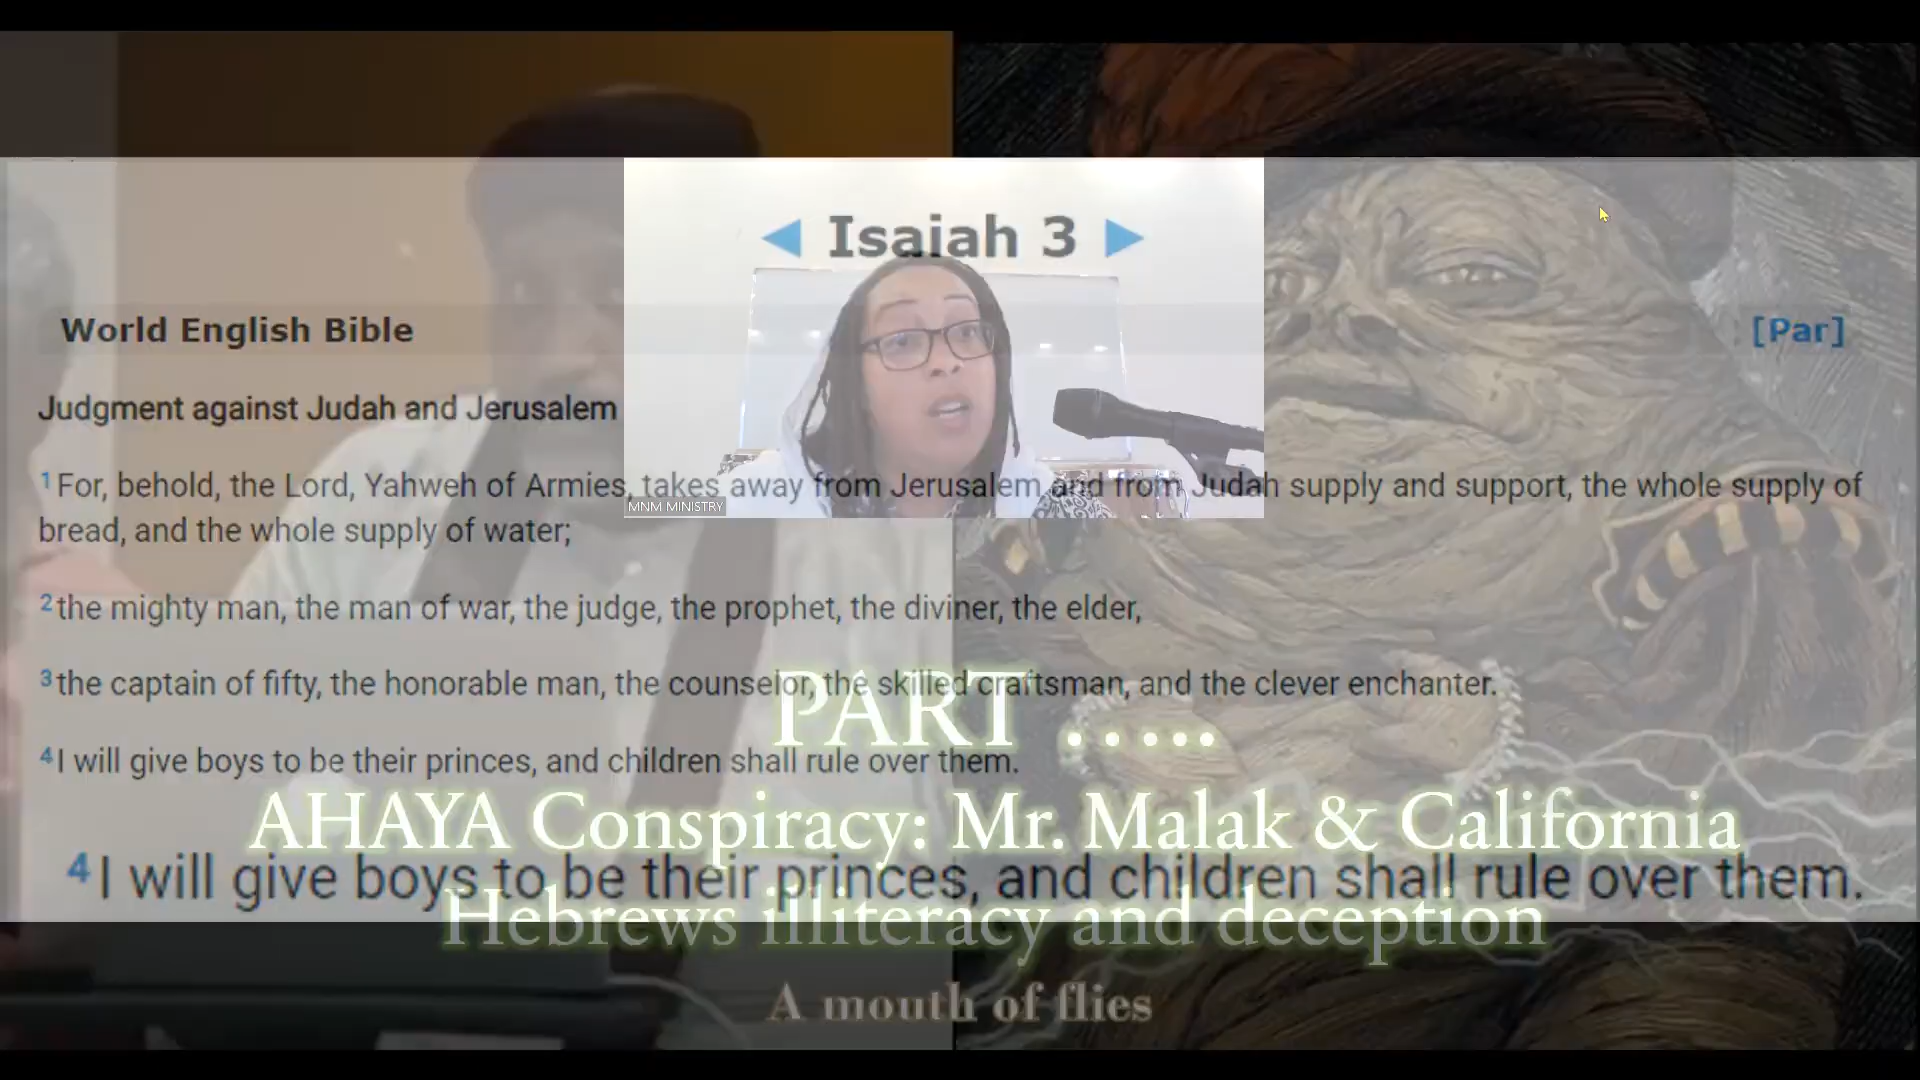 ◀ Isaiah 3 ▶
World English Bible
[Par]
Judgment against Judah and Jerusalem
1 For, behold, the Lord, Yahweh of Armies, takes away from Jerusalem and from Judah supply and support, the whole supply of
MNM MINISTRY
bread, and the whole supply of water;
2 the mighty man, the man of war, the judge, the prophet, the diviner, the elder,
3 the captain of fifty, the honorable man, the counselor, the skilled craftsman, and the clever enchanter.
PART .....
4 I will give boys to be their princes, and children shall rule over them.
AHAYA Conspiracy: Mr. Malak & California
4 I will give boys to be their princes, and children shall rule over them.
Hebrews illiteracy and deception
A mouth of flies